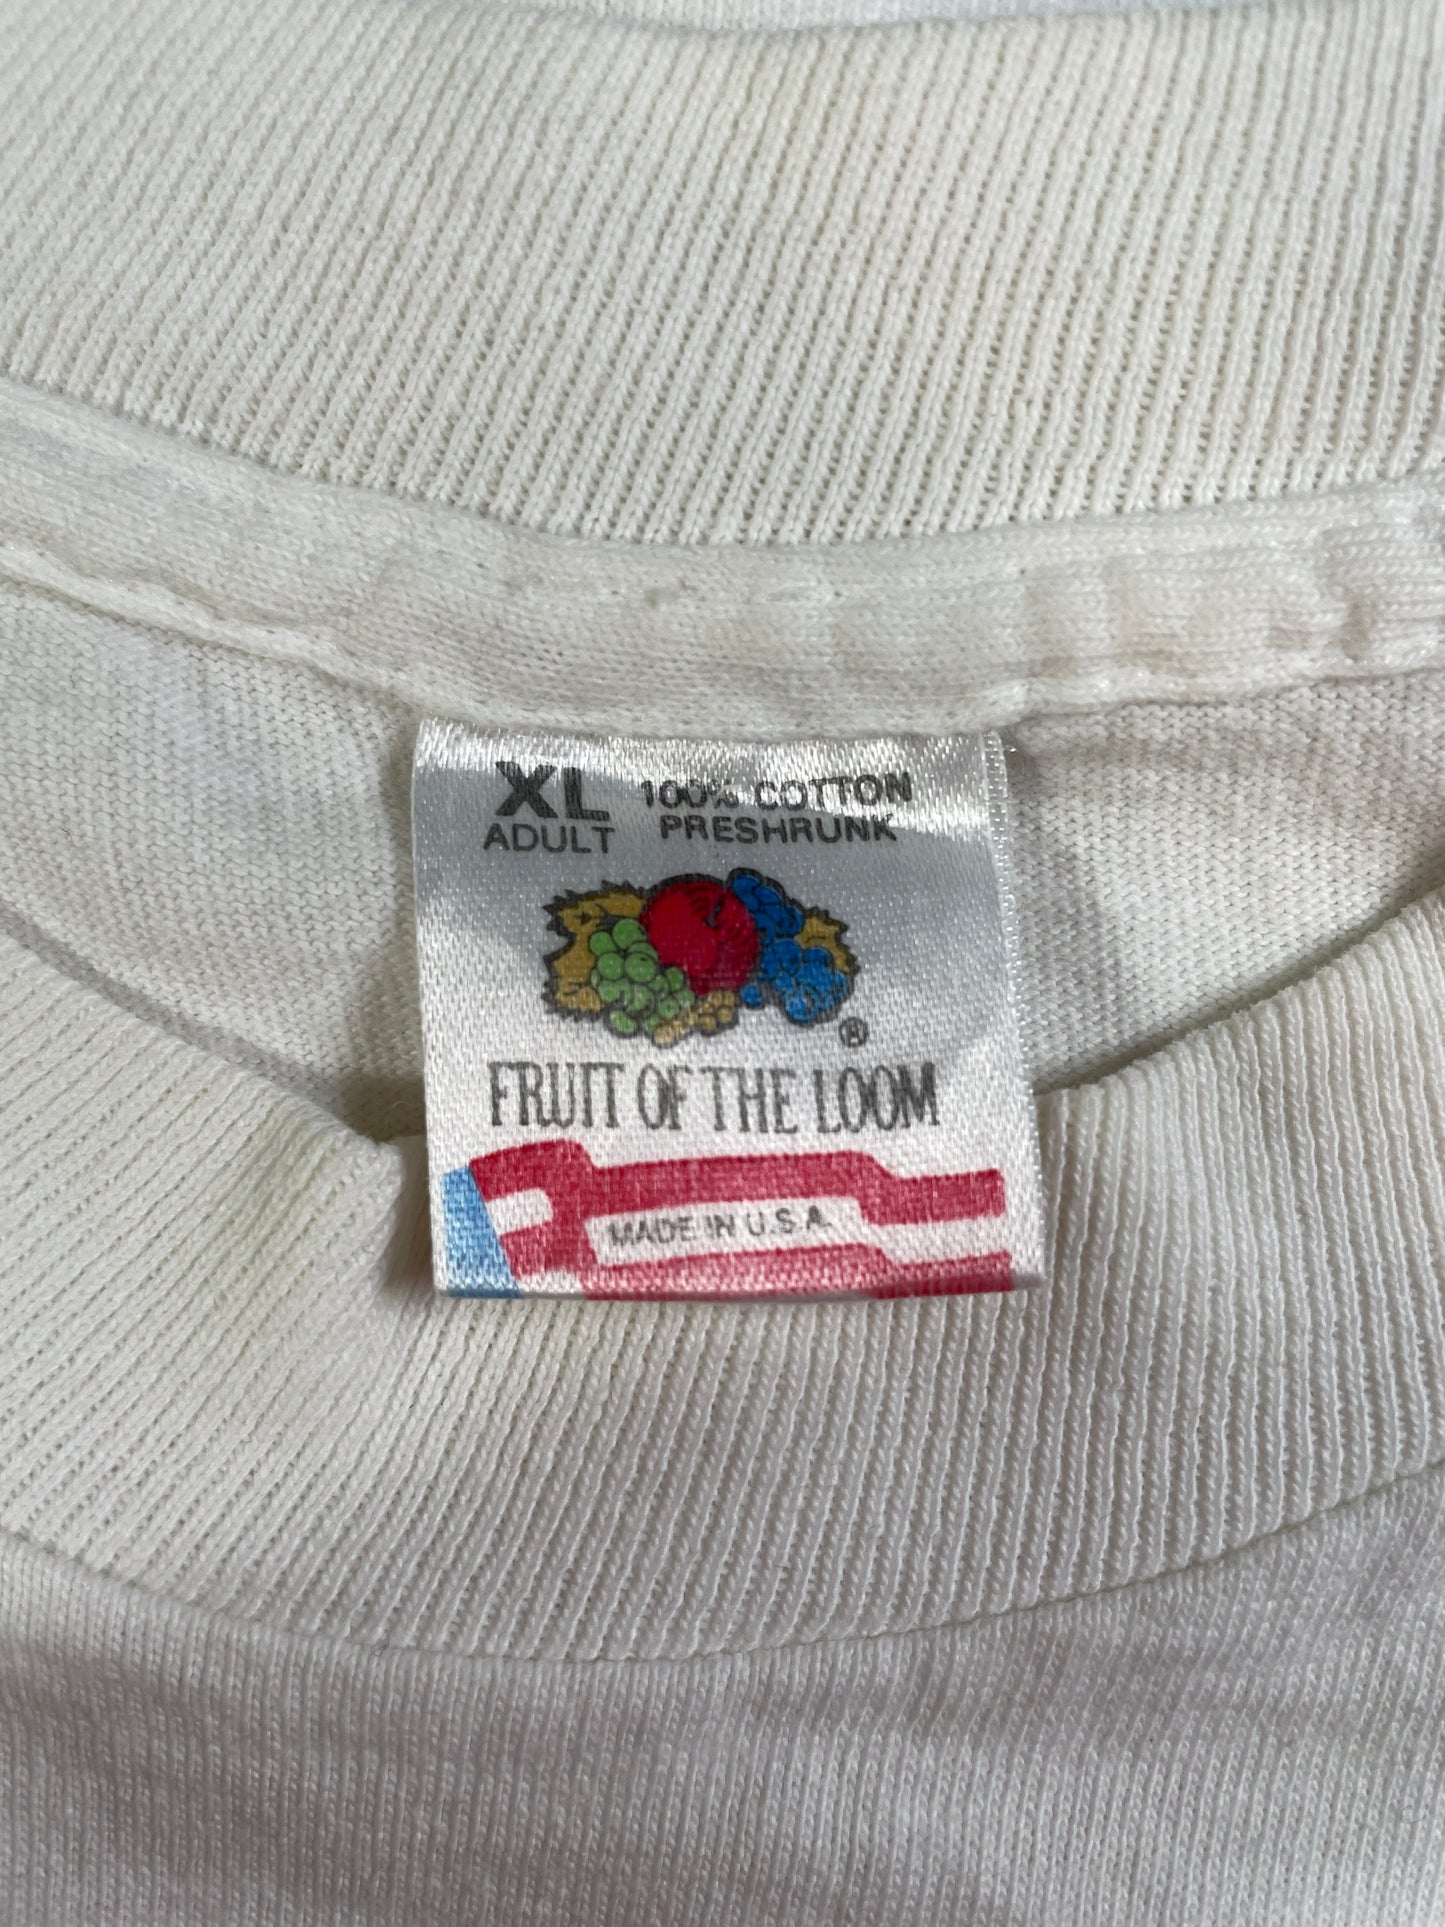 XL 100% COTTON
ADULT PRESHRUNK
®
FRUIT OF THE LOOM
MADE IN U.S.A.